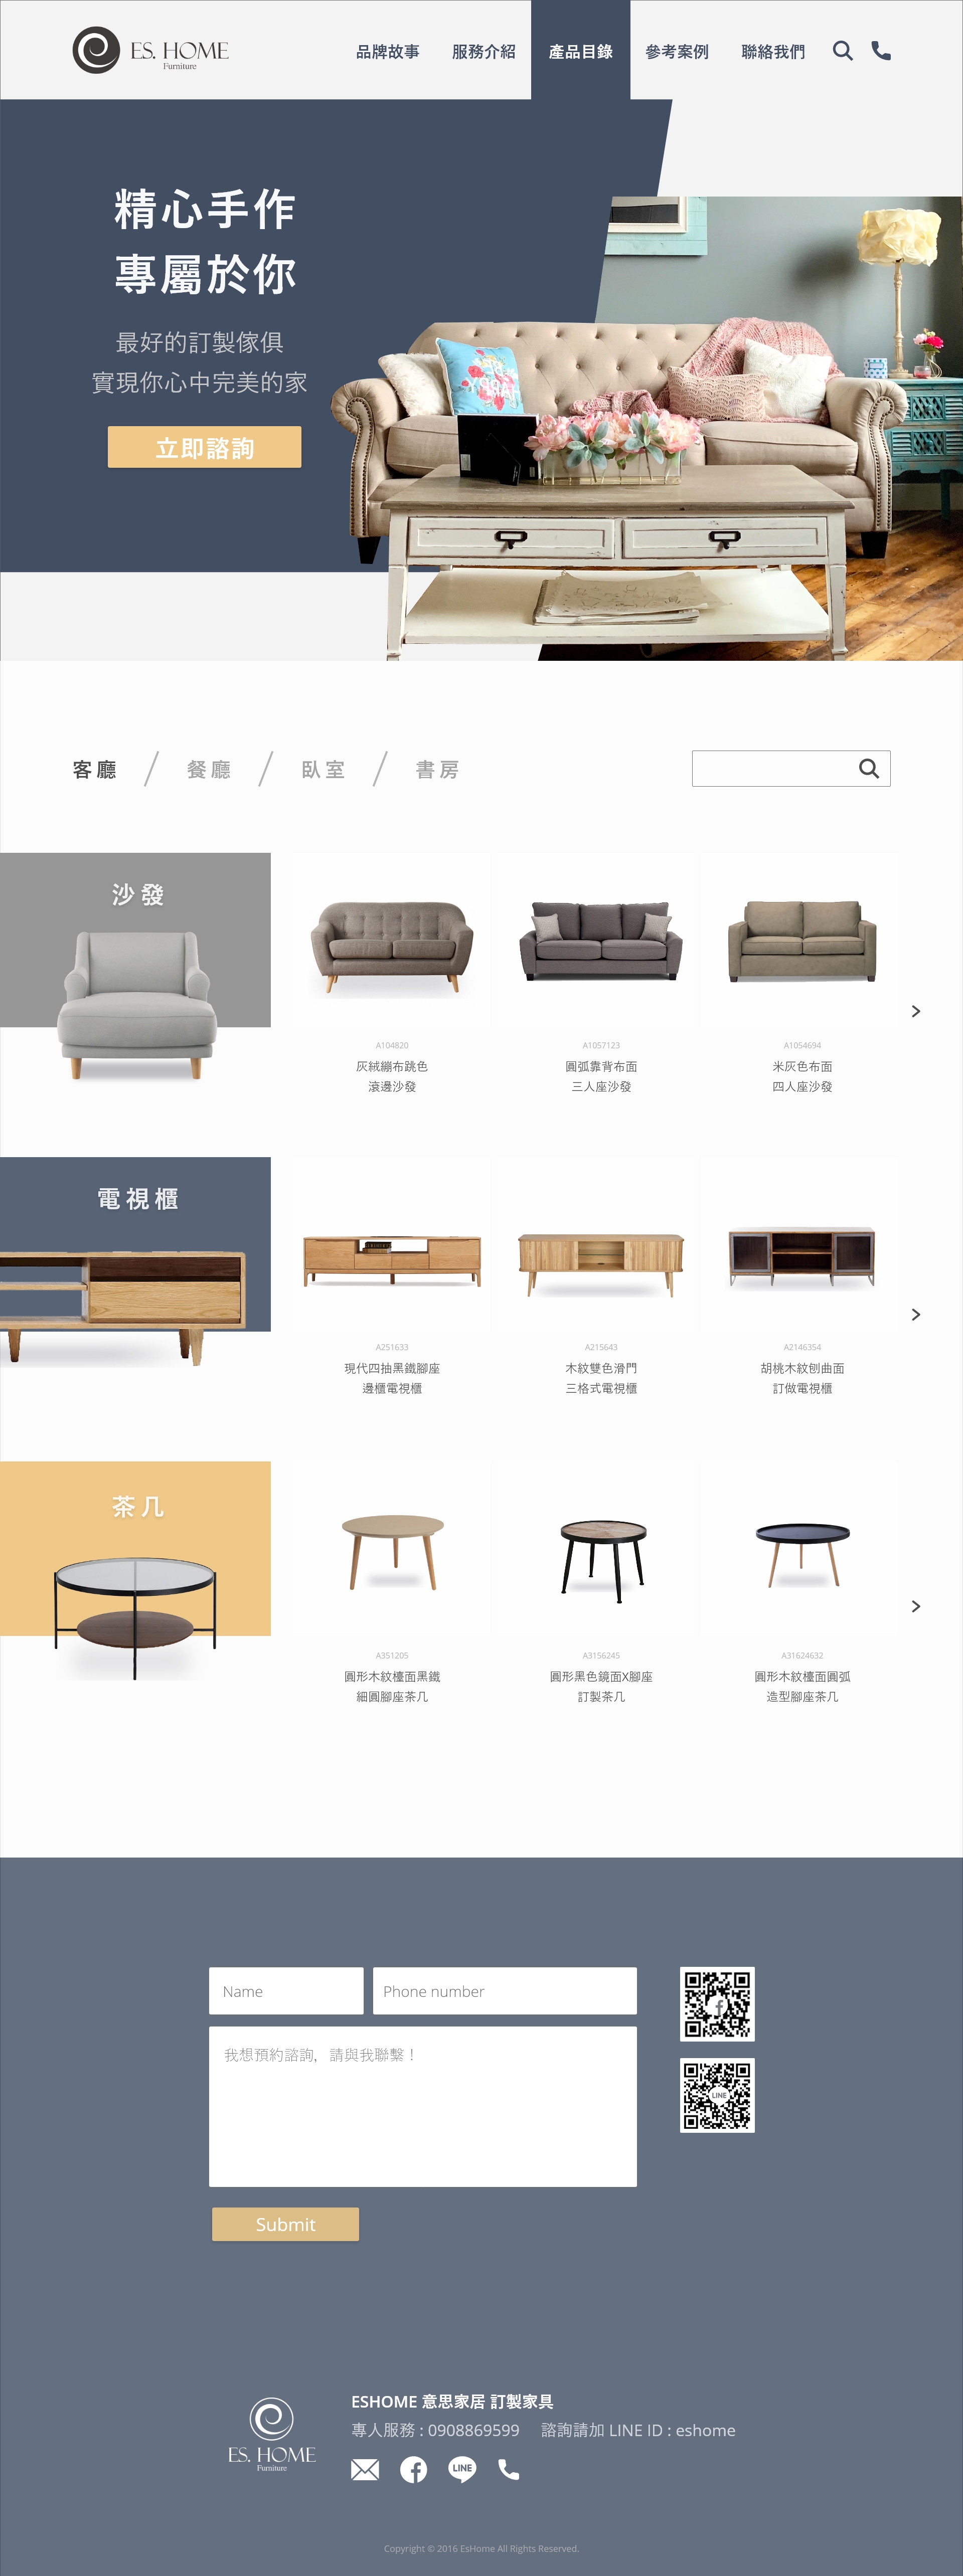 ES. HOME
Furniture
品牌故事
服務介紹
產品目錄
參考案例
聯絡我們
精心手作
專屬於你
最好的訂製傢俱
實現你心中完美的家
立即諮詢
客廳
餐廳
臥室
書房
沙發
A104820
灰絨繃布跳色
滾邊沙發
A1057123
圓弧靠背布面
三人座沙發
A1054694
米灰色布面
四人座沙發
電視櫃
A251633
現代四抽黑鐵腳座
邊櫃電視櫃
A215643
木紋雙色滑門
三格式電視櫃
A2146354
胡桃木紋刨曲面
訂做電視櫃
茶几
A351205
圓形木紋檯面黑鐵
細圓腳座茶几
A3156245
圓形黑色鏡面X腳座
訂製茶几
A31624632
圓形木紋檯面圓弧
造型腳座茶几
Name
Phone number
我想預約諮詢，請與我聯繫！
LINE
Submit
ES. HOME
Furniture
ESHOME 意思家居 訂製家具
專人服務 : 0908869599 諮詢請加 LINE ID : eshome
LINE
Copyright © 2016 EsHome All Rights Reserved.